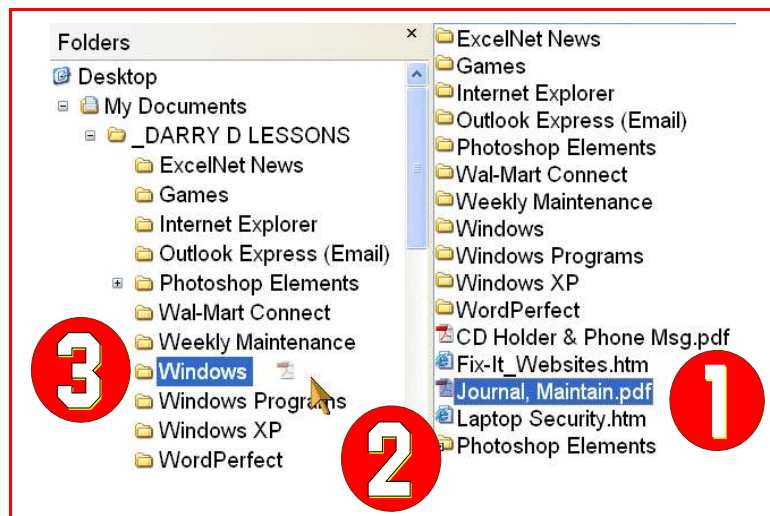 Folders
×
Desktop
My Documents
_DARRY D LESSONS
ExcelNet News
Games
Internet Explorer
Outlook Express (Email)
Photoshop Elements
Wal-Mart Connect
Weekly Maintenance
Windows
Windows Programs
Windows XP
WordPerfect
3
2
ExcelNet News
Games
Internet Explorer
Outlook Express (Email)
Photoshop Elements
Wal-Mart Connect
Weekly Maintenance
Windows
Windows Programs
Windows XP
WordPerfect
CD Holder & Phone Msg.pdf
Fix-It_Websites.htm
Journal, Maintain.pdf
Laptop Security.htm
Photoshop Elements
1